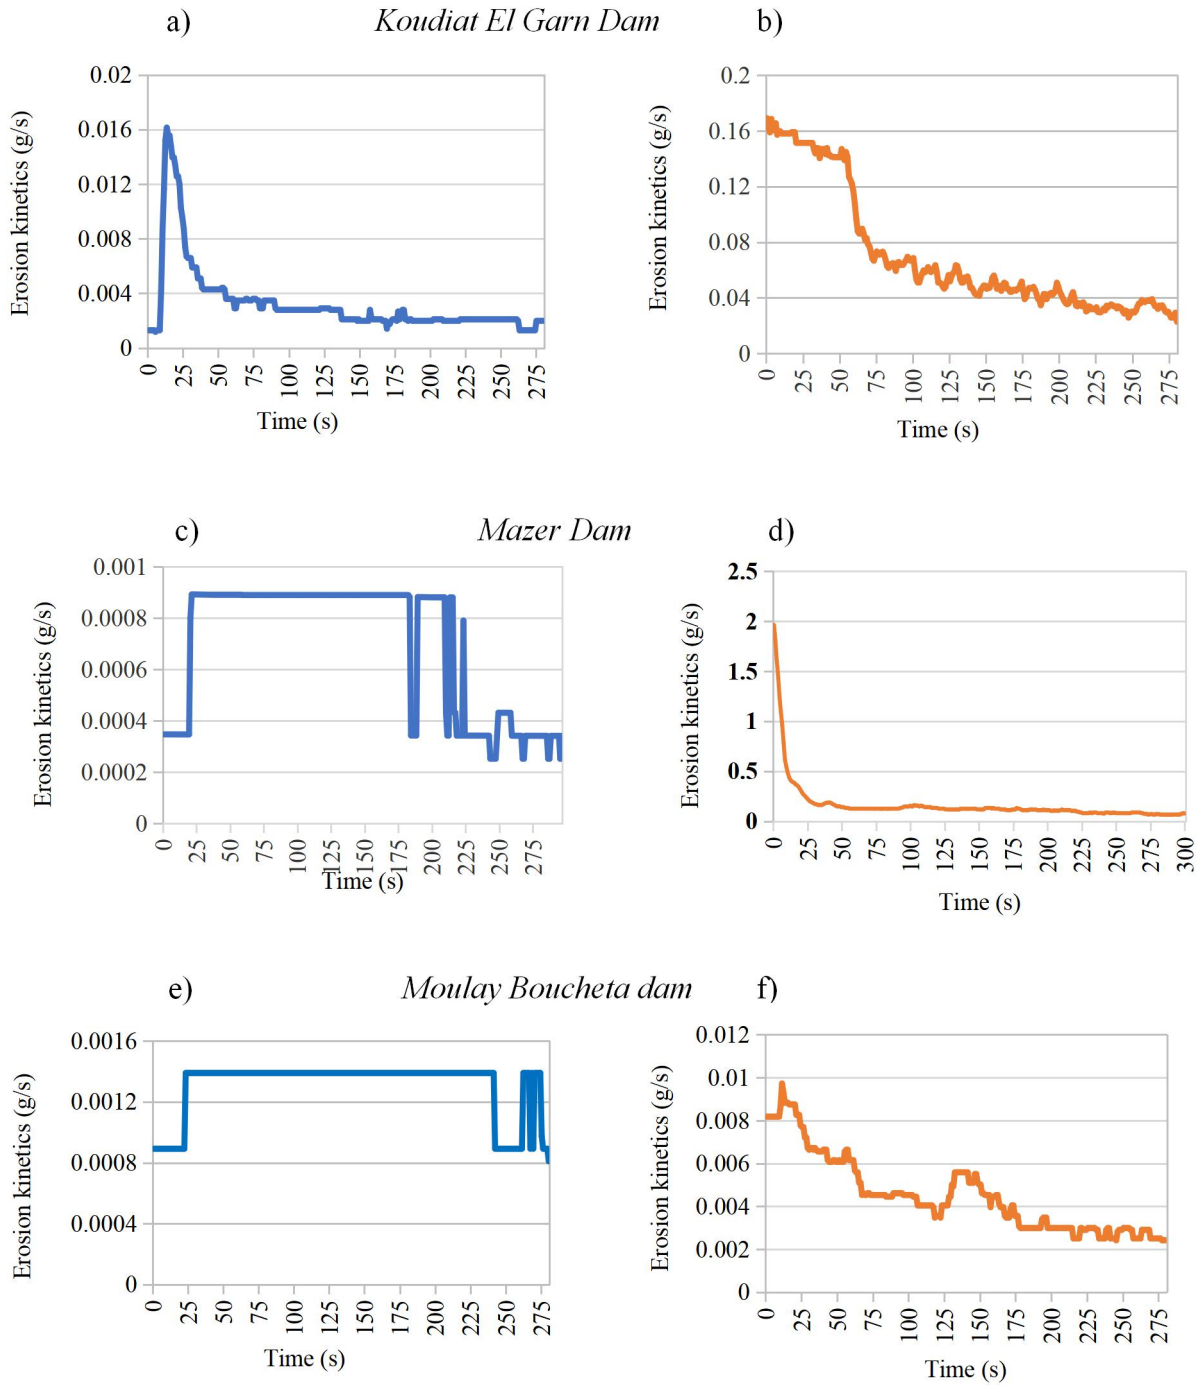 a) Koudiat El Garn Dam b)
Erosion kinetics (g/s)
0.02
0.016
0.012
0.008
0.004
0
0 25 50 75 100 125 150 175 200 225 250 275
Time (s)
Erosion kinetics (g/s)
0.2
0.16
0.12
0.08
0.04
0
0 25 50 75 100 125 150 175 200 225 250 275
Time (s)
c) Mazer Dam d)
Erosion kinetics (g/s)
0.001
0.0008
0.0006
0.0004
0.0002
0
0 25 50 75 100 125 150 175 200 225 250 275
Time (s)
Erosion kinetics (g/s)
2.5
2
1.5
1
0.5
0
0 25 50 75 100 125 150 175 200 225 250 275 300
Time (s)
e) Moulay Boucheta dam f)
Erosion kinetics (g/s)
0.0016
0.0012
0.0008
0.0004
0
0 25 50 75 100 125 150 175 200 225 250 275
Time (s)
Erosion kinetics (g/s)
0.012
0.01
0.008
0.006
0.004
0.002
0
0 25 50 75 100 125 150 175 200 225 250 275
Time (s)